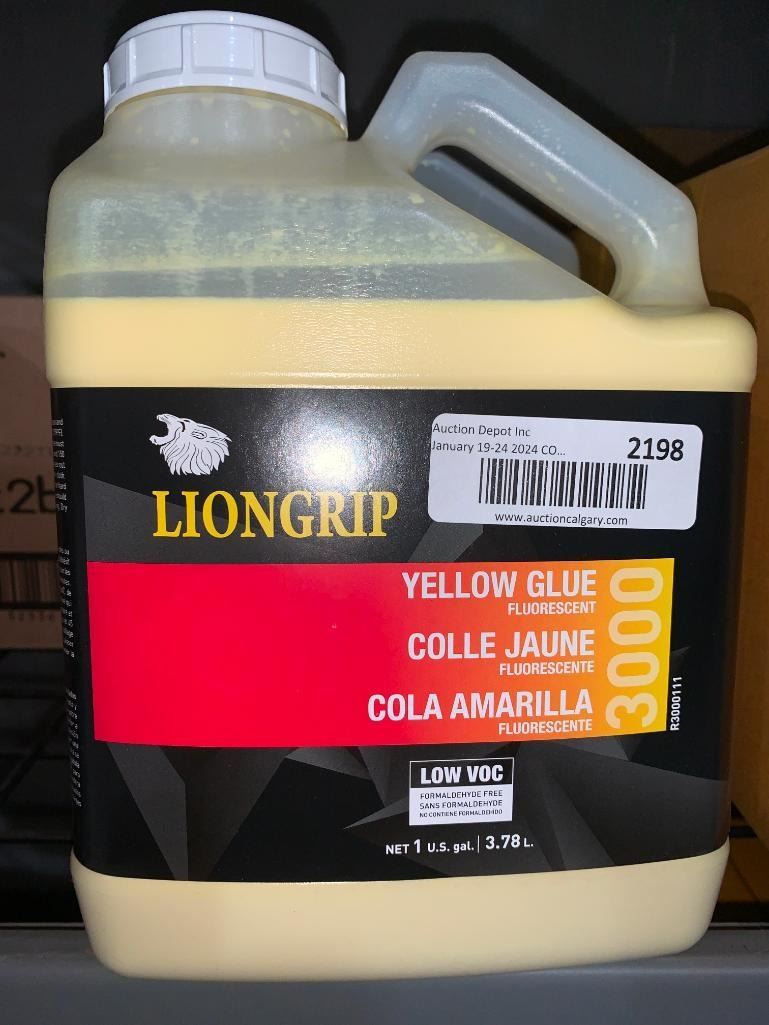 LIONGRIP
Auction Depot Inc
January 19-24 2024 CO...
2198
www.auctioncalgary.com
YELLOW GLUE
FLUORESCENT
COLLE JAUNE
FLUORESCENTE
COLA AMARILLA
FLUORESCENTE
3000
R3000111
LOW VOC
FORMALDEHYDE FREE
SANS FORMALDÉHYDE
NO CONTIENE FORMALDEHIDO
NET 1 U.S. gal. | 3.78 L.